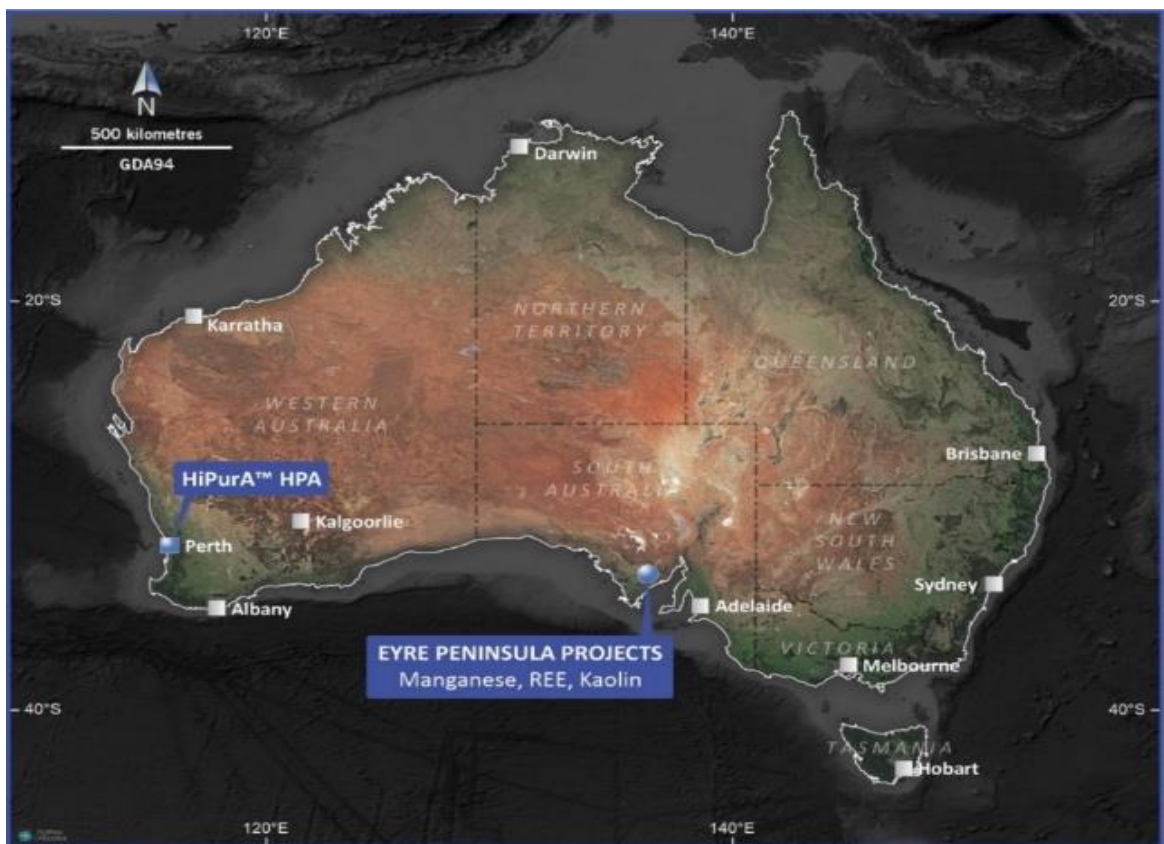 120°E
140°E
N
500 kilometres
GDA94
Darwin
20°S
20°S
Karratha
NORTHERN
TERRITORY
QUEENSLAND
WESTERN
AUSTRALIA
Brisbane
SOUTH
AUSTRALIA
HiPurA™ HPA
Kalgoorlie
NEW
SOUTH
WALES
Perth
Sydney
Albany
Adelaide
EYRE PENINSULA PROJECTS
Manganese, REE, Kaolin
VICTORIA
Melbourne
40°S
40°S
TASMANIA
Hobart
120°E
140°E